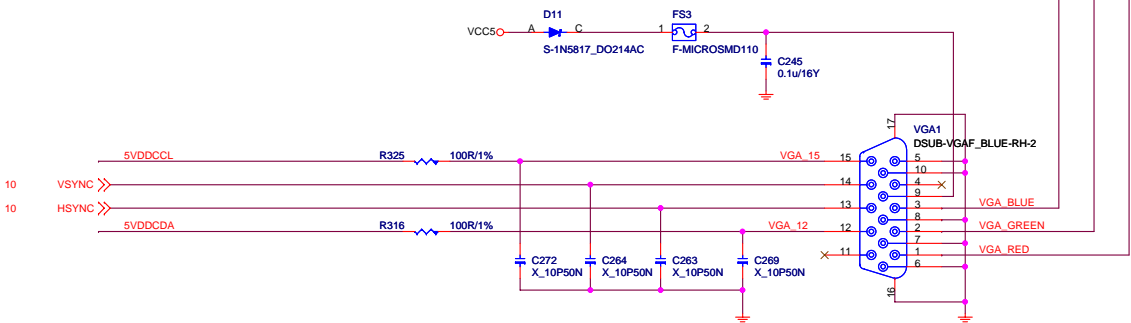 D11
FS3
VCC5
A
C
1
2
S-1N5817_DO214AC
F-MICROSMD110
C245
0.1u/16Y
17
VGA1
DSUB-VGAF_BLUE-RH-2
5VDDCCL
R325
100R/1%
VGA_15
15
5
10
10
VSYNC
14
4
9
10
HSYNC
13
3
VGA_BLUE
8
5VDDCDA
R316
100R/1%
VGA_12
12
2
VGA_GREEN
7
11
1
VGA_RED
6
C272
X_10P50N
C264
X_10P50N
C263
X_10P50N
C269
X_10P50N
16